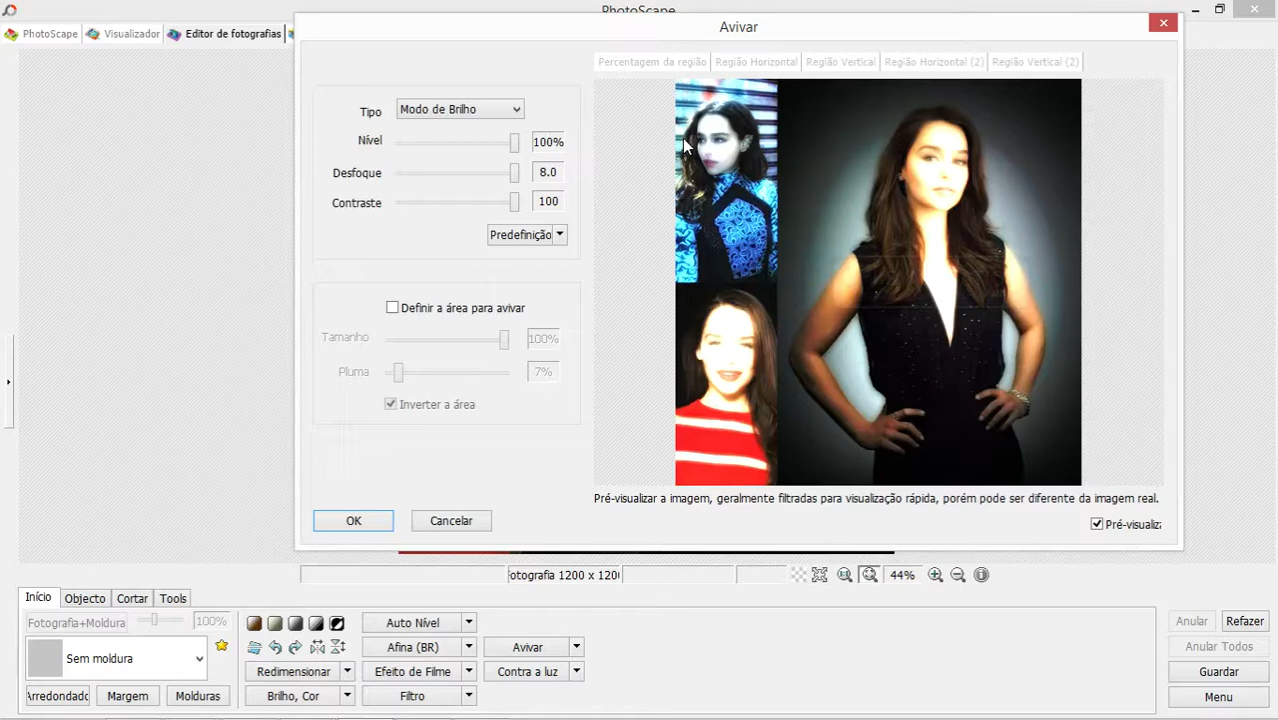 PhotoScape
PhotoScape
Visualizador
Editor de fotografias
Avivar
Percentagem da região
Região Horizontal
Região Vertical
Região Horizontal (2)
Região Vertical (2)
Tipo
Modo de Brilho
Nível
100%
Desfoque
8.0
Contraste
100
Predefinição
Definir a área para avivar
Tamanho
100%
Pluma
7%
Inverter a área
Pré-visualizar a imagem, geralmente filtradas para visualização rápida, porém pode ser diferente da imagem real.
OK
Cancelar
Pré-visualiz
otografia 1200 x 120
44%
Início
Objecto
Cortar
Tools
Fotografia+Moldura
100%
Auto Nível
Anular
Refazer
Sem moldura
Afina (BR)
Avivar
Anular Todos
Redimensionar
Efeito de Filme
Contra a luz
Guardar
Arredondado
Margem
Molduras
Brilho, Cor
Filtro
Menu